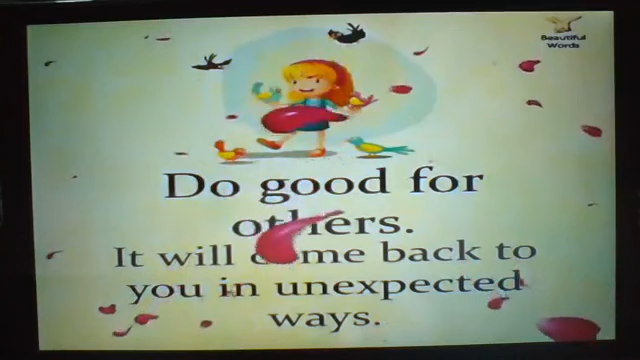 Beautiful
Words
Do good for
others.
It will come back to
you in unexpected
ways.